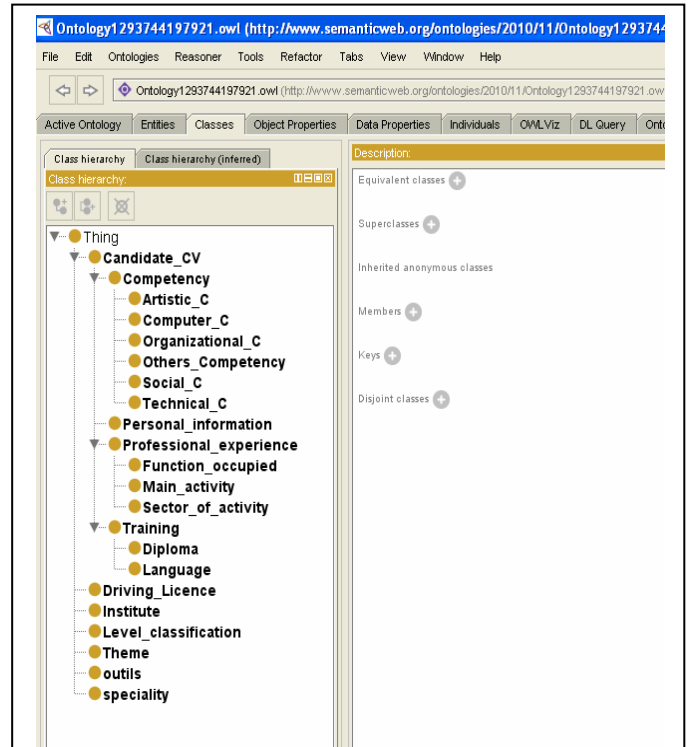 Ontology1293744197921.owl (http://www.semanticweb.org/ontologies/2010/11/Ontology129374
File Edit Ontologies Reasoner Tools Refactor Tabs View Window Help
Ontology1293744197921.owl (http://www.semanticweb.org/ontologies/2010/11/Ontology1293744197921.ow
Active Ontology Entities Classes Object Properties Data Properties Individuals OWLViz DL Query Onto
Class hierarchy Class hierarchy (inferred)
Class hierarchy:
Thing
Candidate_CV
Competency
Artistic_C
Computer_C
Organizational_C
Others_Competency
Social_C
Technical_C
Personal_information
Professional_experience
Function_occupied
Main_activity
Sector_of_activity
Training
Diploma
Language
Driving_Licence
Institute
Level_classification
Theme
outils
speciality
Description:
Equivalent classes
Superclasses
Inherited anonymous classes
Members
Keys
Disjoint classes